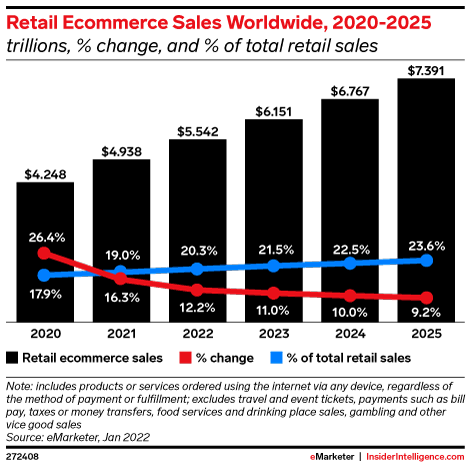 Retail Ecommerce Sales Worldwide, 2020-2025
trillions, % change, and % of total retail sales
$7.391
$6.767
$6.151
$5.542
$4.938
$4.248
26.4%
19.0%
20.3%
21.5%
22.5%
23.6%
17.9%
16.3%
12.2%
11.0%
10.0%
9.2%
2020
2021
2022
2023
2024
2025
Retail ecommerce sales
% change
% of total retail sales
Note: includes products or services ordered using the internet via any device, regardless of
the method of payment or fulfillment; excludes travel and event tickets, payments such as bill
pay, taxes or money transfers, food services and drinking place sales, gambling and other
vice good sales
Source: eMarketer, Jan 2022
272408
eMarketer | InsiderIntelligence.com